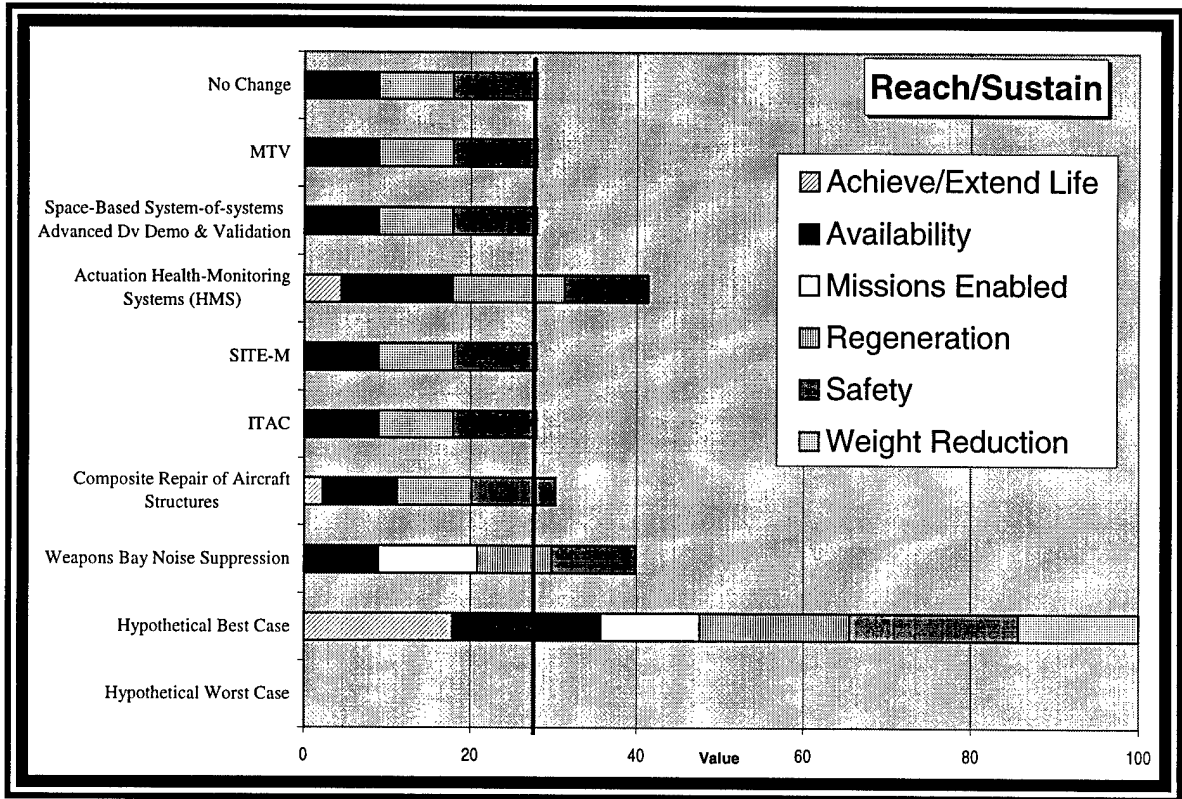 Reach/Sustain
No Change
MTV
Space-Based System-of-systems
Advanced Dv Demo & Validation
Actuation Health-Monitoring
Systems (HMS)
SITE-M
ITAC
Composite Repair of Aircraft
Structures
Weapons Bay Noise Suppression
Hypothetical Best Case
Hypothetical Worst Case
Achieve/Extend Life
Availability
Missions Enabled
Regeneration
Safety
Weight Reduction
0 20 40 60 80 100
Value